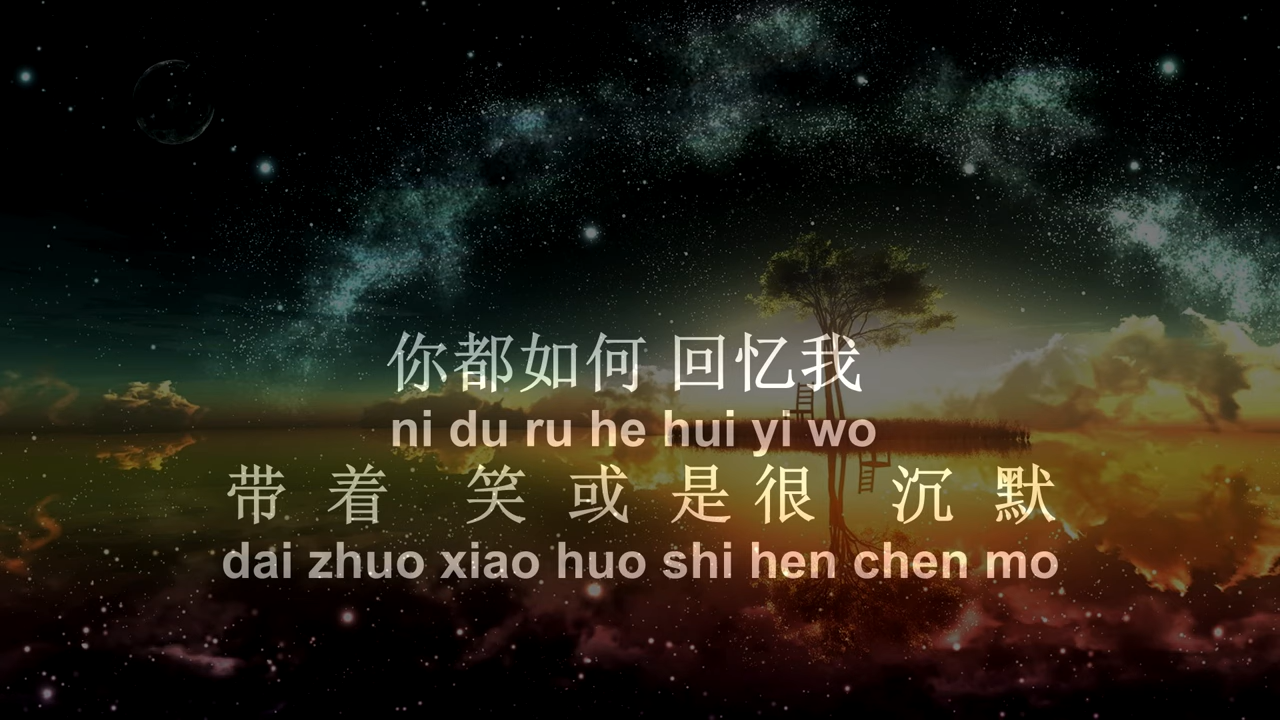 你都如何 回忆我
ni du ru he hui yi wo
带 着 笑 或 是 很 沉 默
dai zhuo xiao huo shi hen chen mo